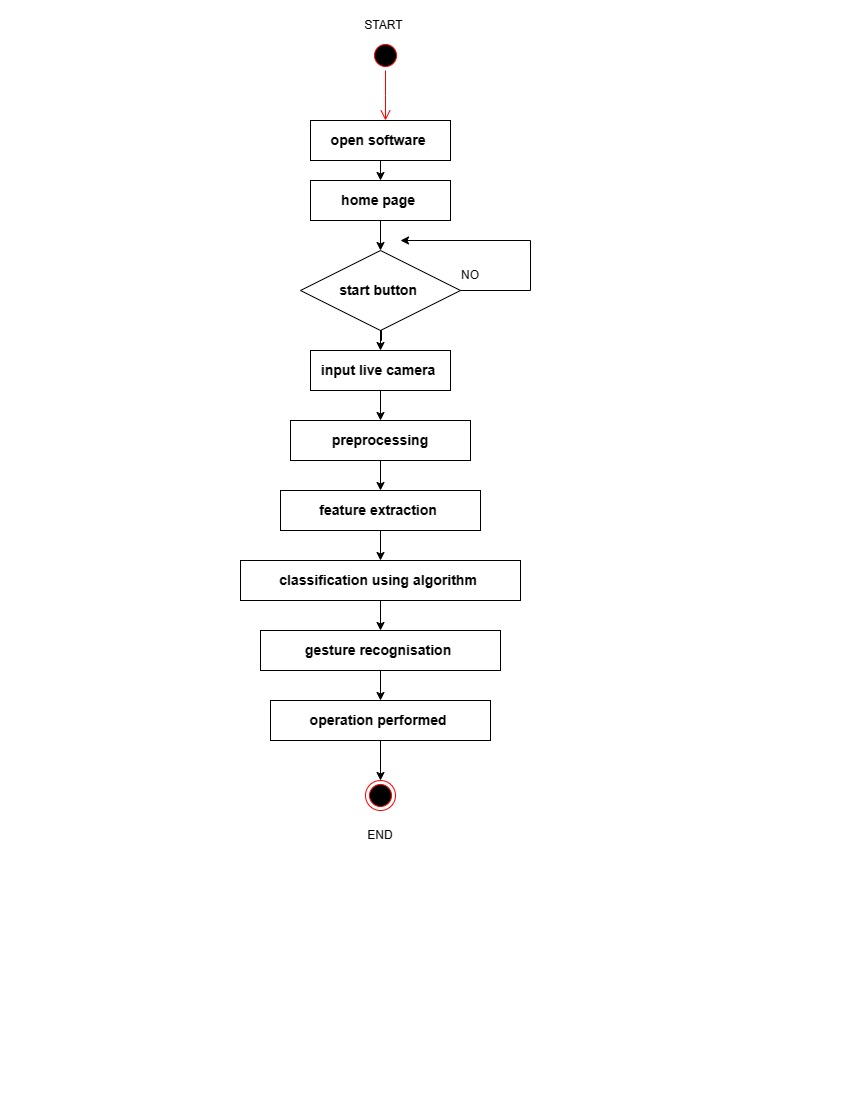 START
open software
home page
start button
NO
input live camera
preprocessing
feature extraction
classification using algorithm
gesture recognisation
operation performed
END